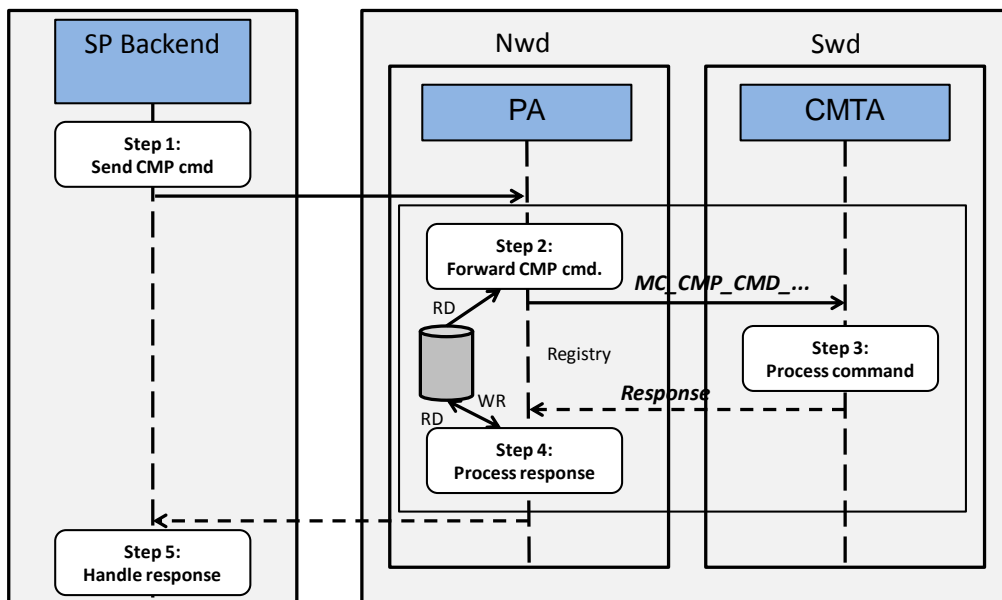 SP Backend
Nwd
Swd
PA
CMTA
Step 1:
Send CMP cmd
Step 2:
Forward CMP cmd.
MC_CMP_CMD_...
RD
Registry
Step 3:
Process command
Response
WR
RD
Step 4:
Process response
Step 5:
Handle response